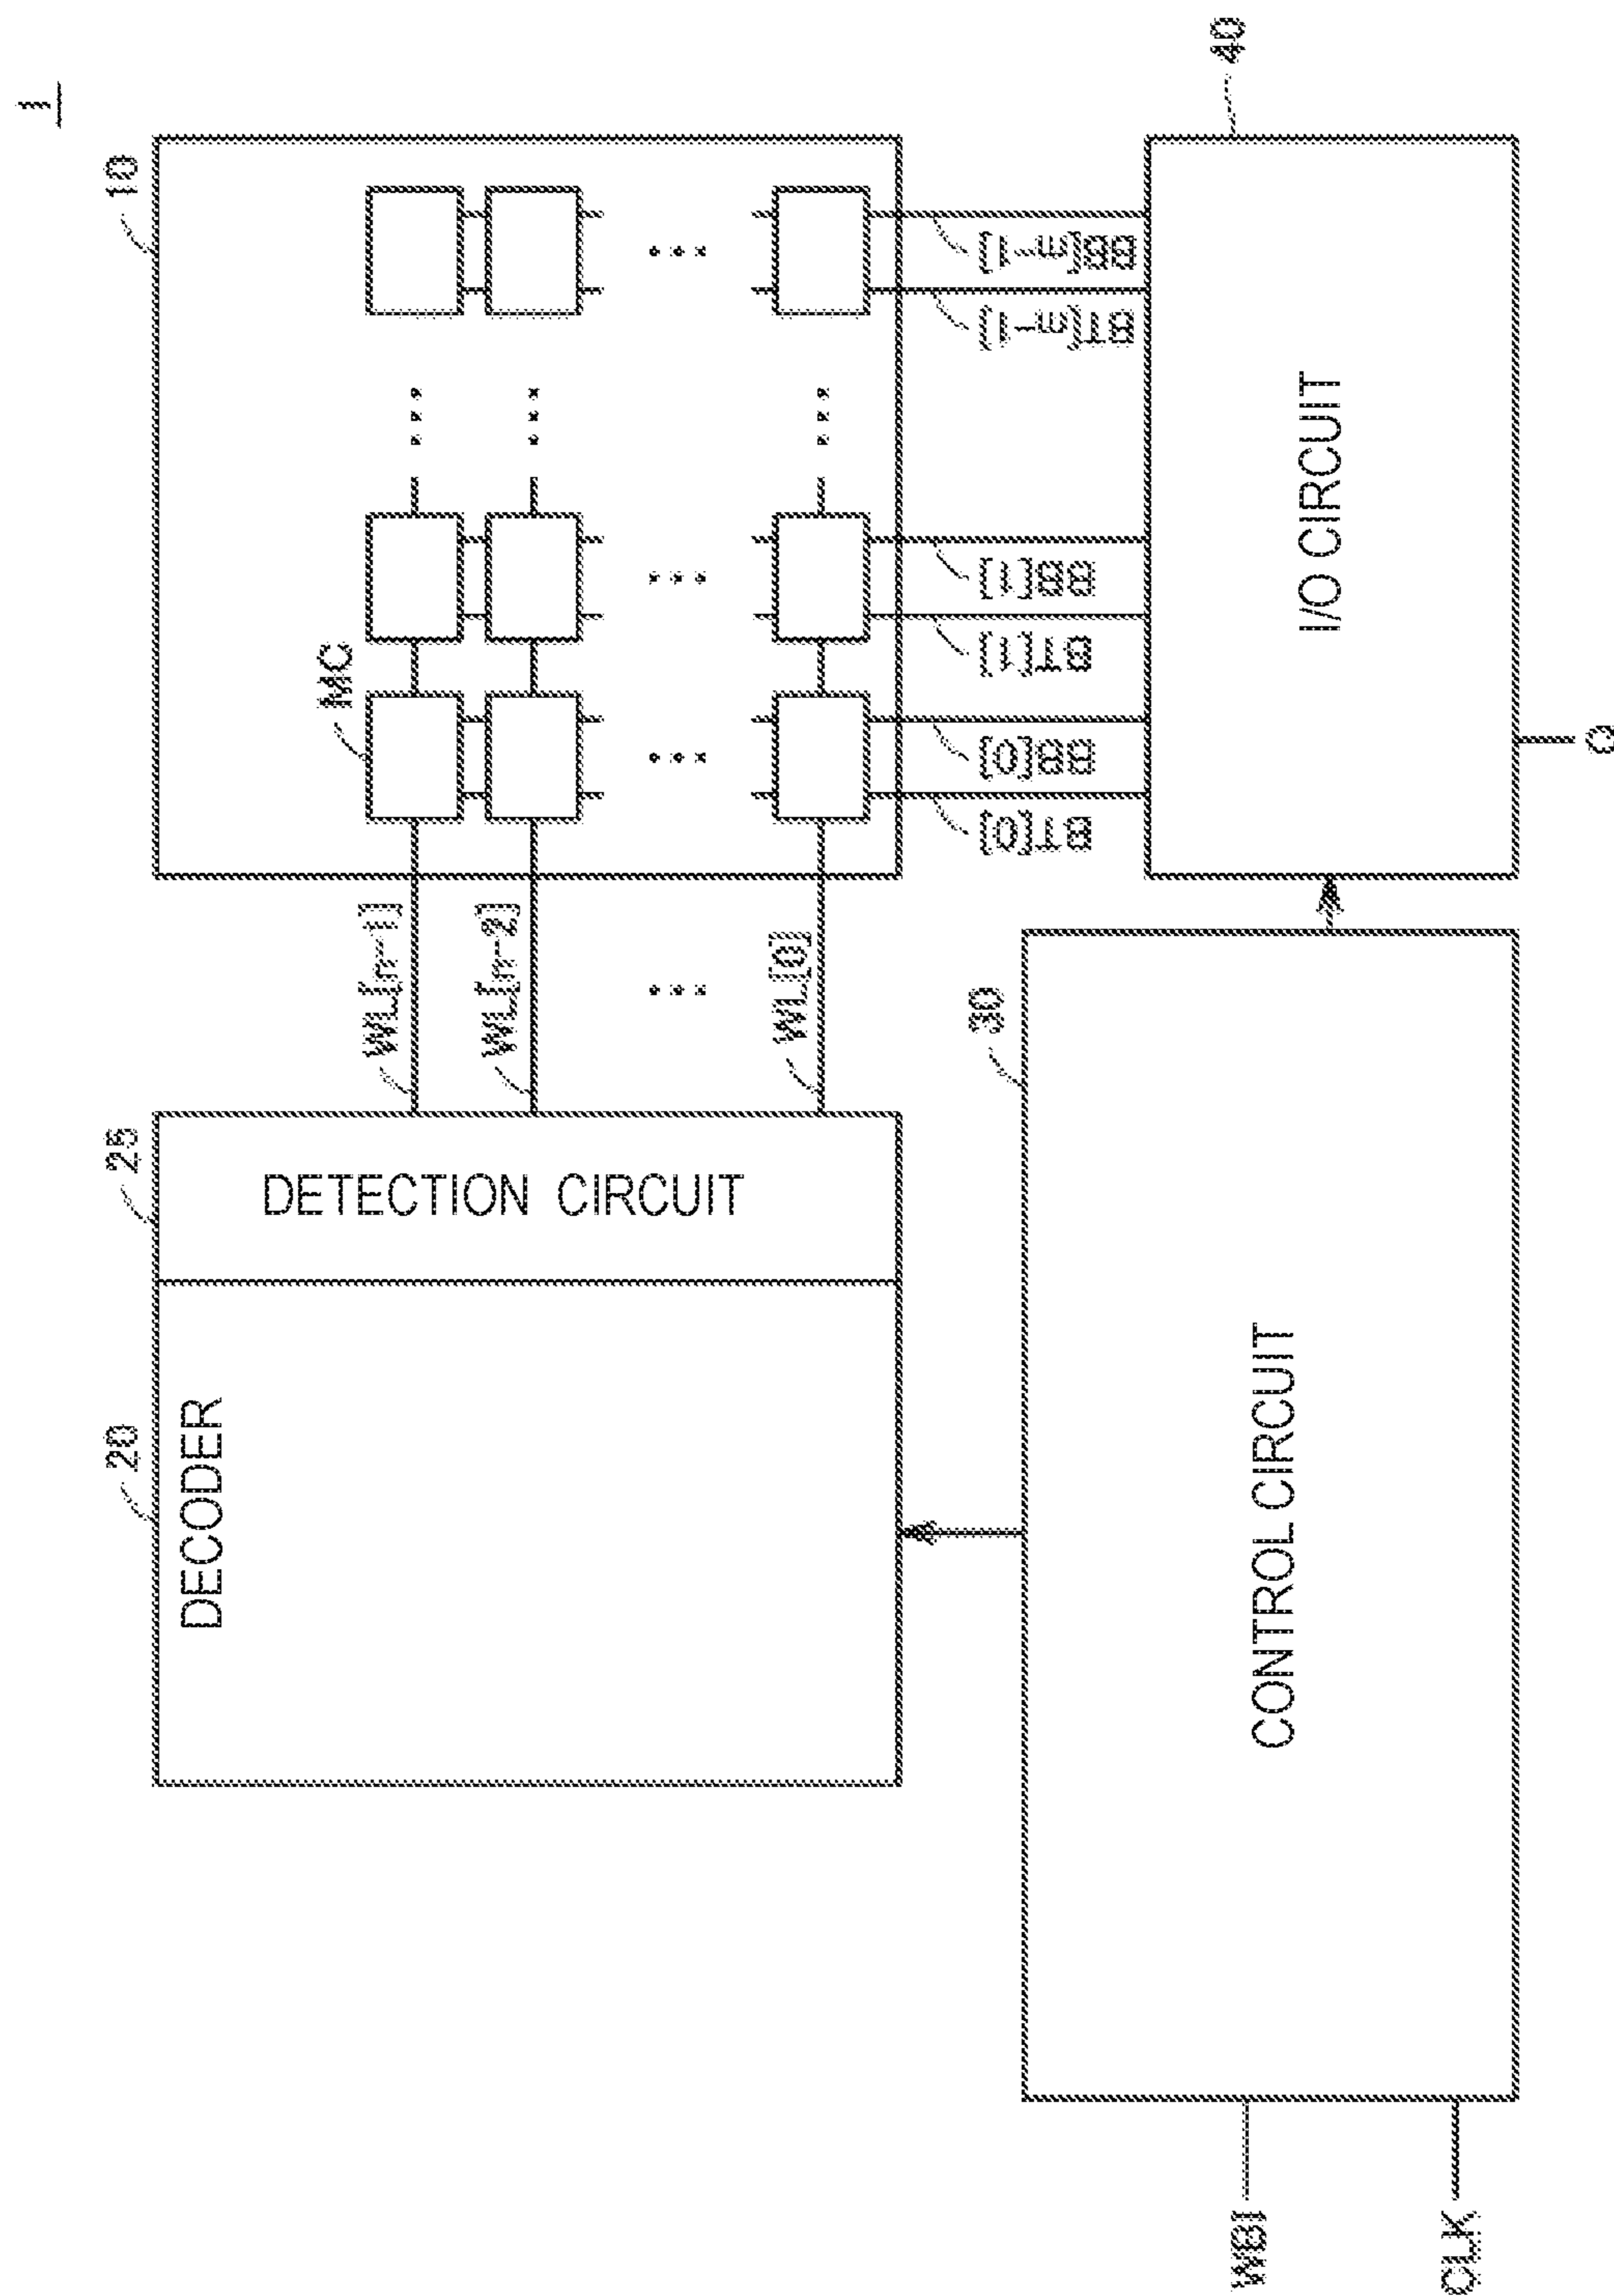 1
10
20
25
DECODER
DETECTION CIRCUIT
WL[n-1]
WL[n-2]
WL[0]
MC
BT[0]
BB[0]
BT[1]
BB[1]
BT[m-1]
BB[m-1]
30
40
CONTROL CIRCUIT
I/O CIRCUIT
WBI
CLK
Q